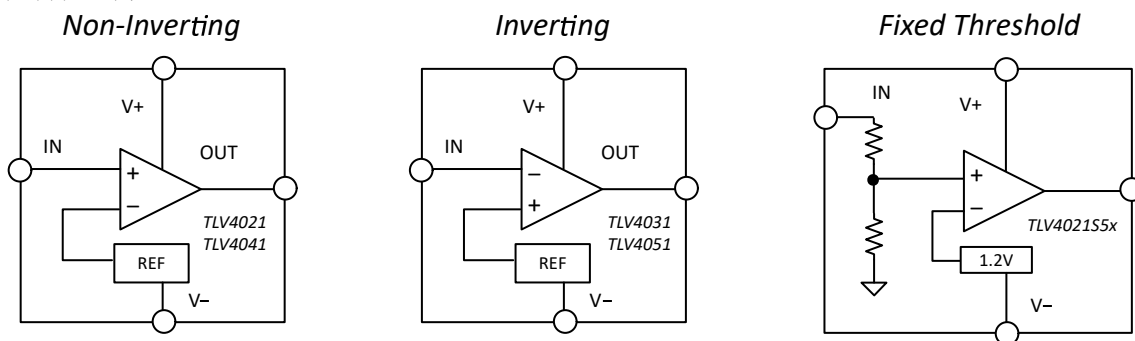 Non-Inverting
V+
IN
OUT
+
−
TLV4021
TLV4041
REF
V−
Inverting
V+
IN
OUT
−
+
TLV4031
TLV4051
REF
V−
Fixed Threshold
IN
V+
+
−
TLV4021S5x
1.2V
V−